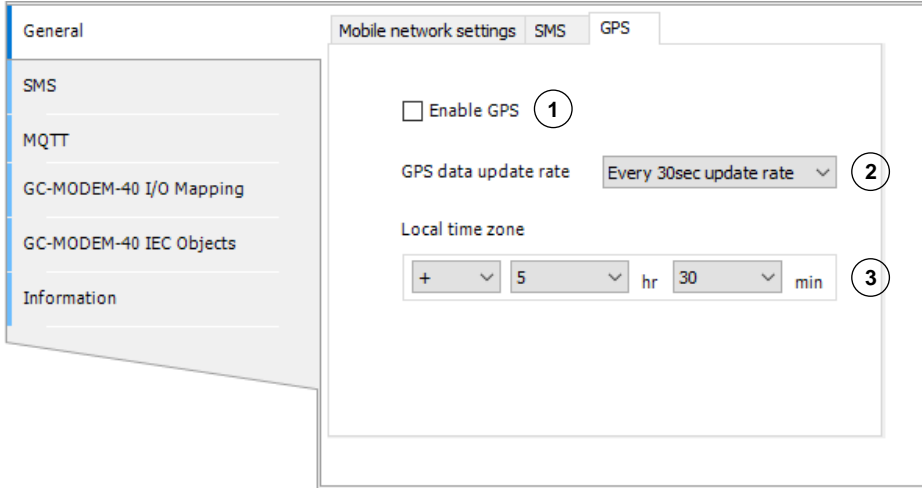 General
SMS
MQTT
GC-MODEM-40 I/O Mapping
GC-MODEM-40 IEC Objects
Information
Mobile network settings SMS GPS
Enable GPS 1
GPS data update rate Every 30sec update rate 2
Local time zone
+ 5 hr 30 min 3